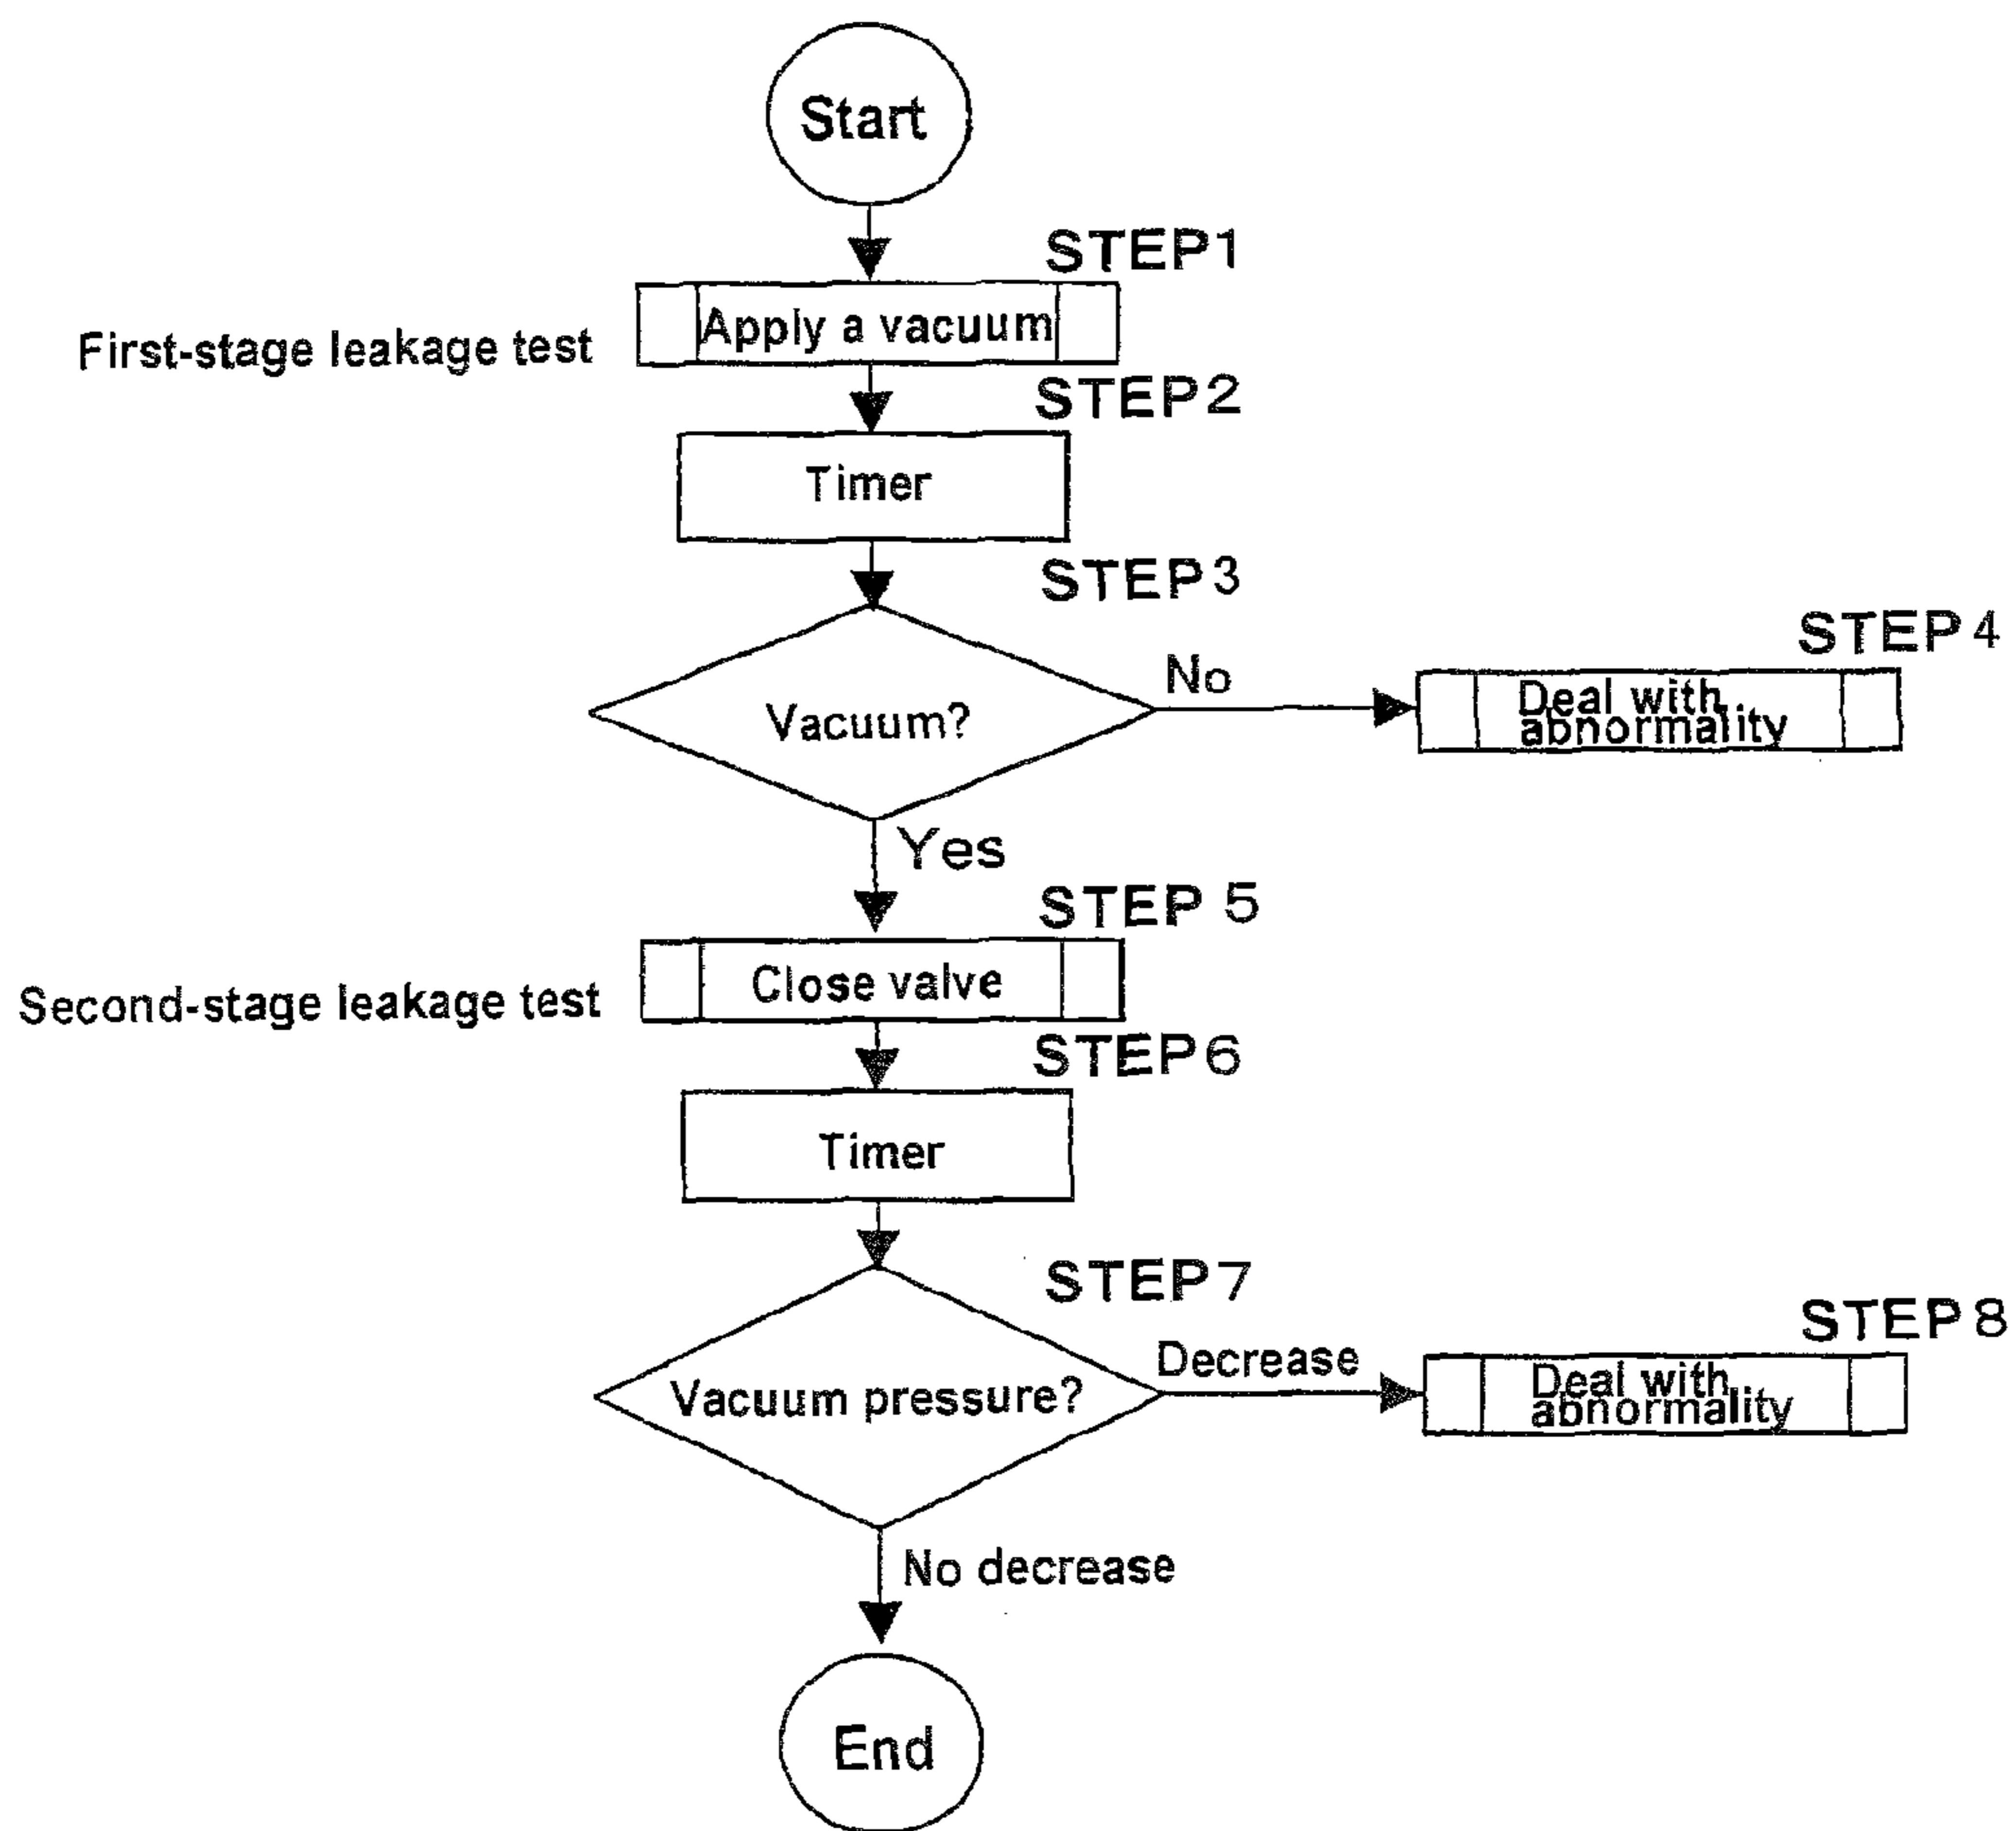 Start
STEP1
Apply a vacuum
First-stage leakage test
STEP2
Timer
STEP3
Vacuum?
No
STEP4
Deal with
abnormality
Yes
STEP 5
Close valve
Second-stage leakage test
STEP6
Timer
STEP7
Vacuum pressure?
Decrease
STEP8
Deal with
abnormality
No decrease
End